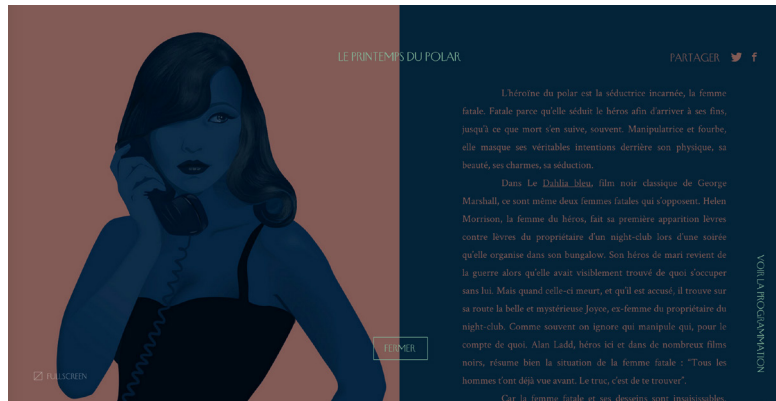 LE PRINTEMPS DU POLAR
PARTAGER
L'héroïne du polar est la séductrice incarnée, la femme
fatale. Fatale parce qu'elle séduit le héros afin d'arriver à ses fins,
jusqu'à ce que mort s'en suive, souvent. Manipulatrice et fourbe,
elle masque ses véritables intentions derrière son physique, sa
beauté, ses charmes, sa séduction.
Dans Le Dahlia bleu, film noir classique de George
Marshall, ce sont même deux femmes fatales qui s'opposent. Helen
Morrison, la femme du héros, fait sa première apparition lèvres
contre lèvres du propriétaire d'un night-club lors d'une soirée
qu'elle organise dans son bungalow. Son héros de mari revient de
la guerre alors qu'elle avait visiblement trouvé de quoi s'occuper
sans lui. Mais quand celle-ci meurt, et qu'il est accusé, il trouve sur
sa route la belle et mystérieuse Joyce, ex-femme du propriétaire du
night-club. Comme souvent on ignore qui manipule qui, pour le
compte de quoi. Alan Ladd, héros ici et dans de nombreux films
noirs, résume bien la situation de la femme fatale : "Tous les
hommes t'ont déjà vue avant. Le truc, c'est de te trouver".
Car la femme fatale et ses desseins sont insaisissables.
VOIR LA PROGRAMMATION
FERMER
FULLSCREEN